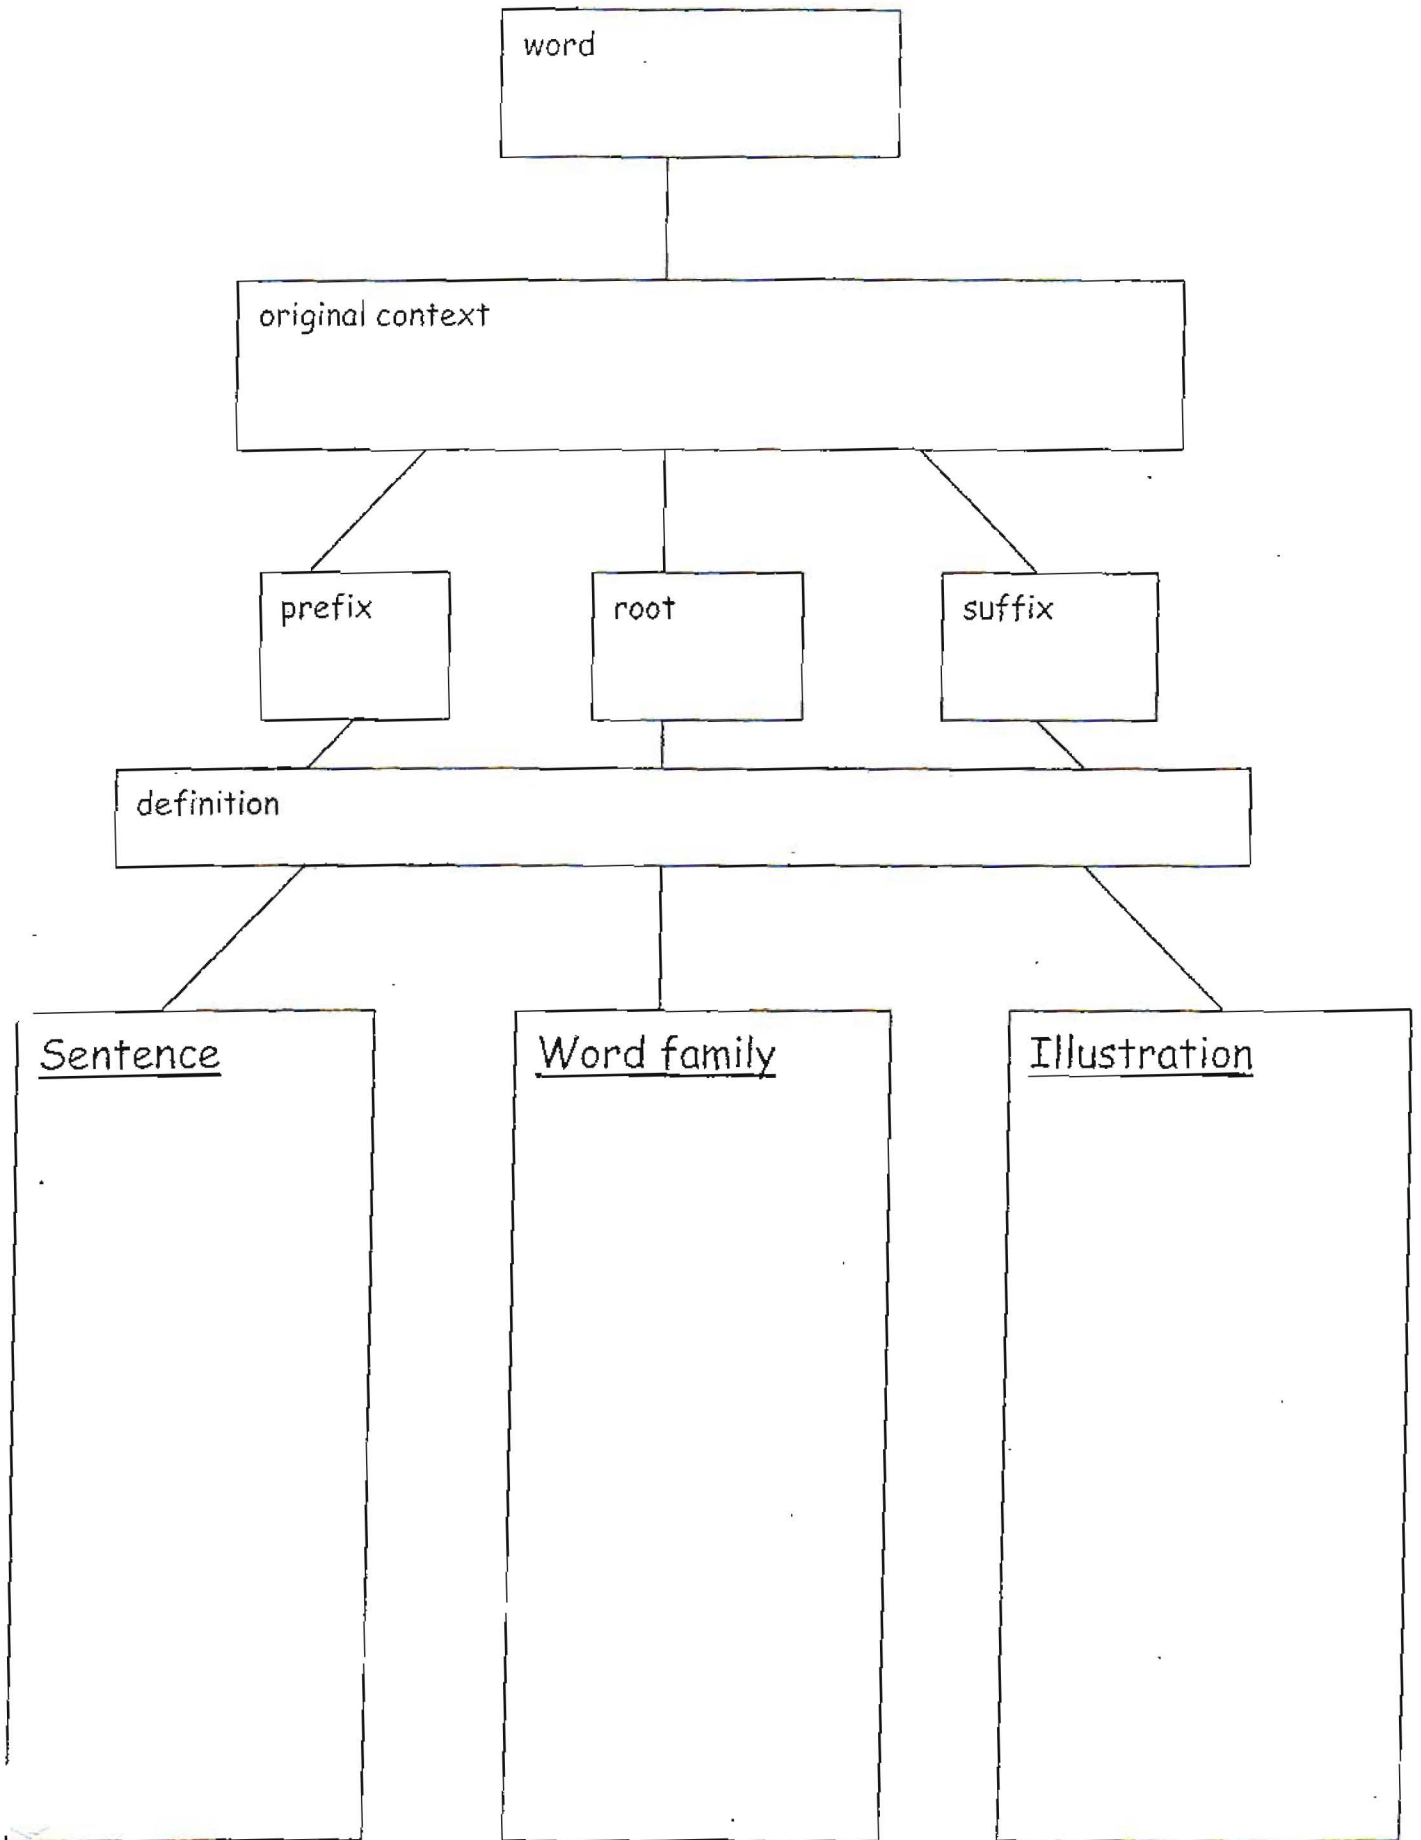 word
original context
prefix
root
suffix
definition
Sentence
Word family
Illustration